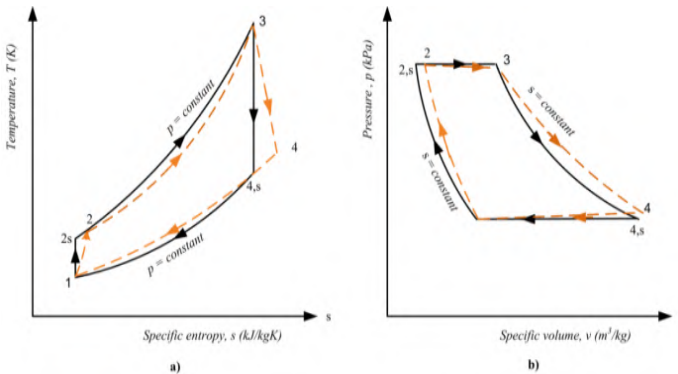 Temperature, T (K)
3
p = constant
4
4,s
2
2s
1
p = constant
s
Specific entropy, s (kJ/kgK)
a)
Pressure , p (kPa)
2
3
2,s
s = constant
s = constant
4
4,s
Specific volume, v (m³/kg)
b)